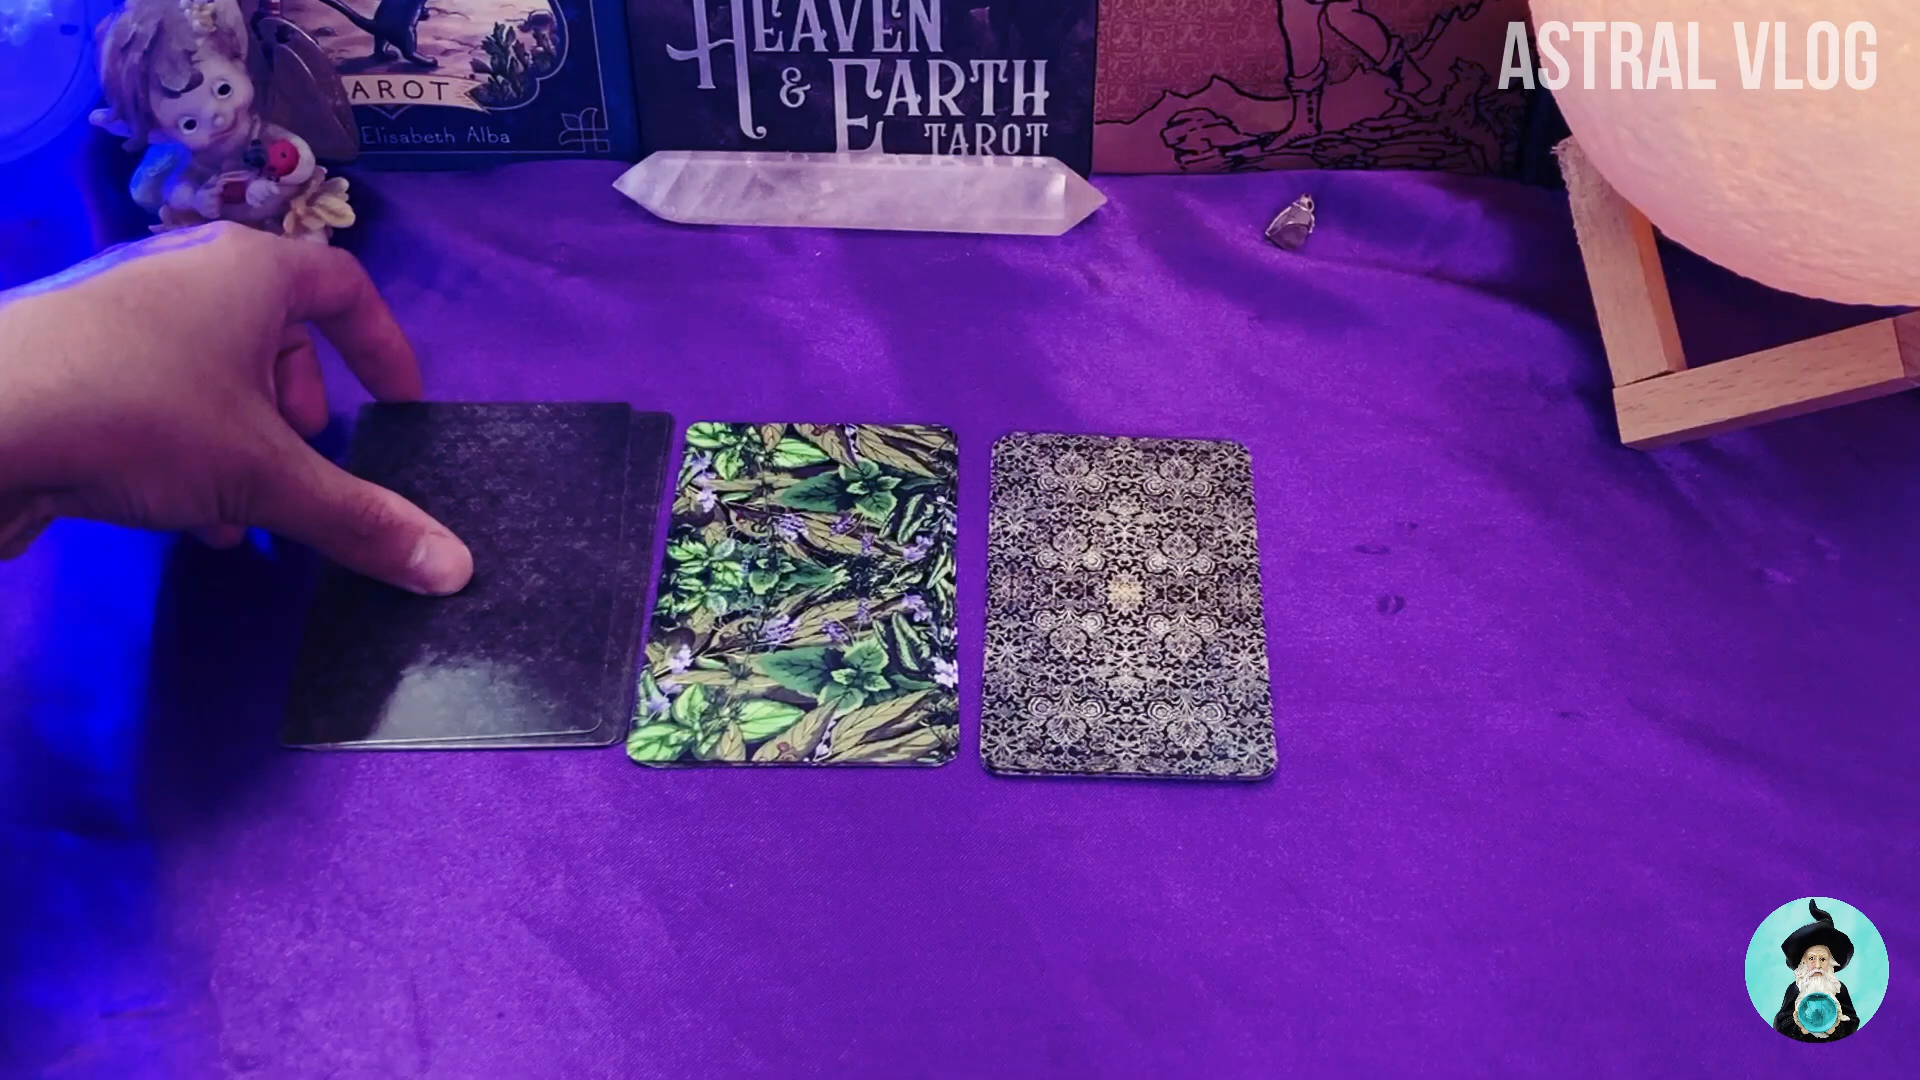 AROT
Elisabeth Alba
HEAVEN
& EARTH
TAROT
ASTRAL VLOG